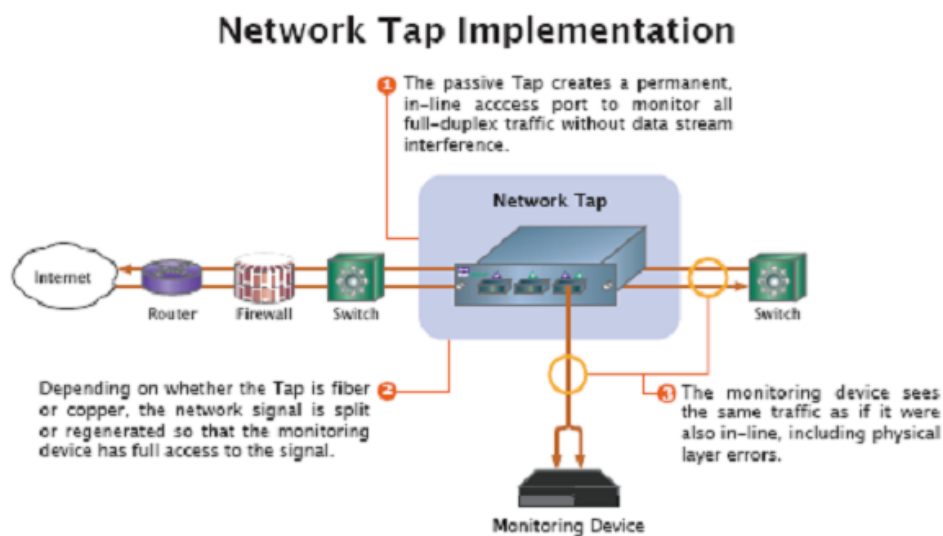 Network Tap Implementation
1 The passive Tap creates a permanent,
in-line acccess port to monitor all
full-duplex traffic without data stream
interference.
Network Tap
Internet
Router
Firewall
Switch
Switch
Depending on whether the Tap is fiber 2
or copper, the network signal is split
or regenerated so that the monitoring
device has full access to the signal.
3 The monitoring device sees
the same traffic as if it were
also in-line, including physical
layer errors.
Monitoring Device